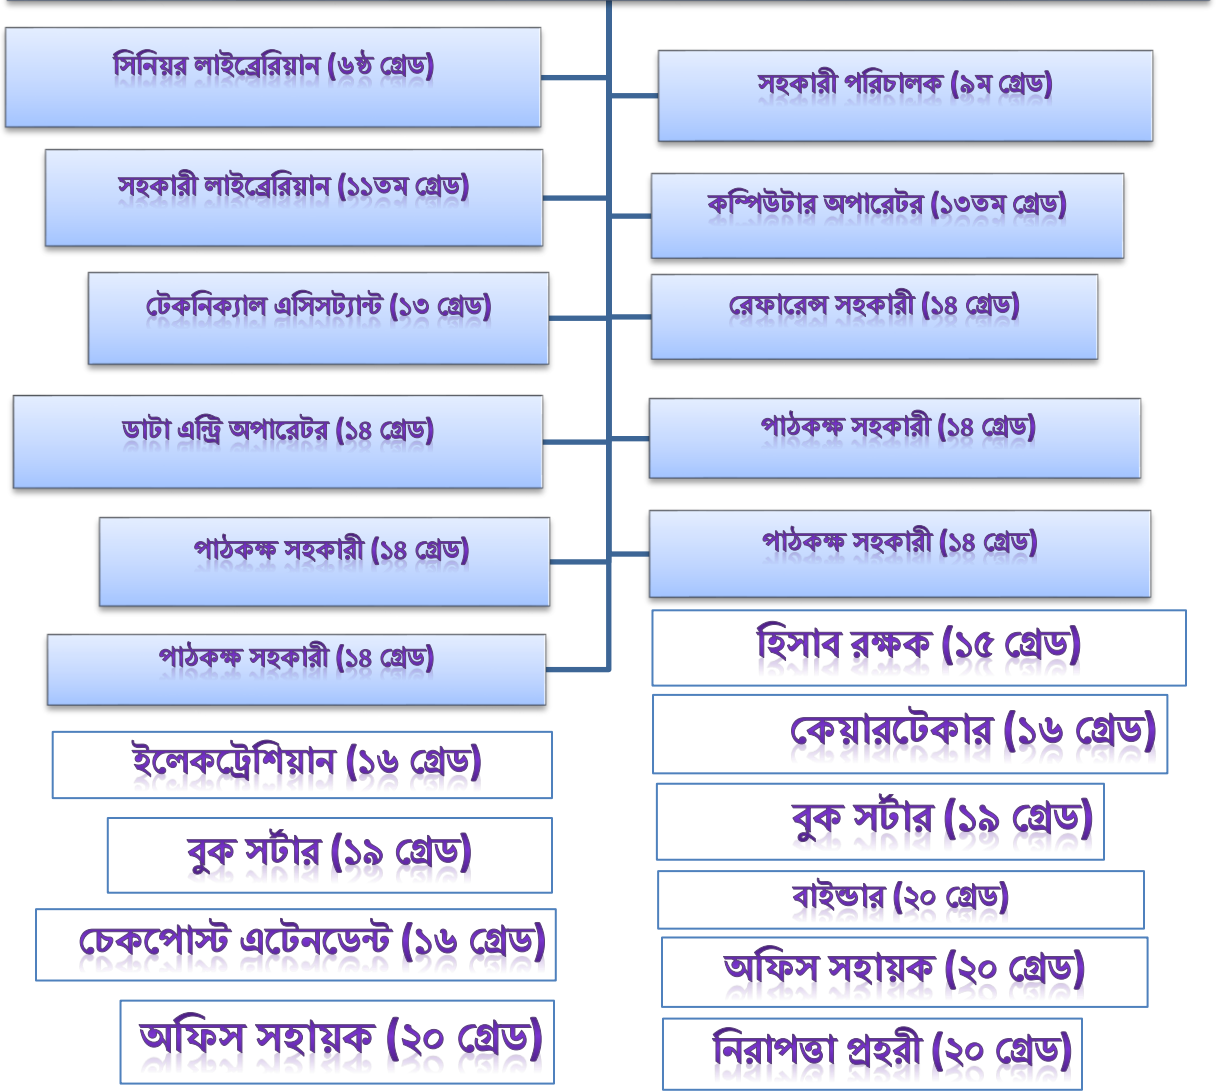 সিনিয়র লাইব্রেরিয়ান (৬ষ্ঠ গ্রেড)
সহকারী পরিচালক (৯ম গ্রেড)
সহকারী লাইব্রেরিয়ান (১১তম গ্রেড)
কম্পিউটার অপারেটর (১৩তম গ্রেড)
টেকনিক্যাল এসিসট্যান্ট (১৩ গ্রেড)
রেফারেন্স সহকারী (১৪ গ্রেড)
ডাটা এন্ট্রি অপারেটর (১৪ গ্রেড)
পাঠকক্ষ সহকারী (১৪ গ্রেড)
পাঠকক্ষ সহকারী (১৪ গ্রেড)
পাঠকক্ষ সহকারী (১৪ গ্রেড)
পাঠকক্ষ সহকারী (১৪ গ্রেড)
হিসাব রক্ষক (১৫ গ্রেড)
ইলেকট্রেশিয়ান (১৬ গ্রেড)
কেয়ারটেকার (১৬ গ্রেড)
বুক সর্টার (১৯ গ্রেড)
বুক সর্টার (১৯ গ্রেড)
চেকপোস্ট এটেনডেন্ট (১৬ গ্রেড)
বাইন্ডার (২০ গ্রেড)
অফিস সহায়ক (২০ গ্রেড)
অফিস সহায়ক (২০ গ্রেড)
নিরাপত্তা প্রহরী (২০ গ্রেড)